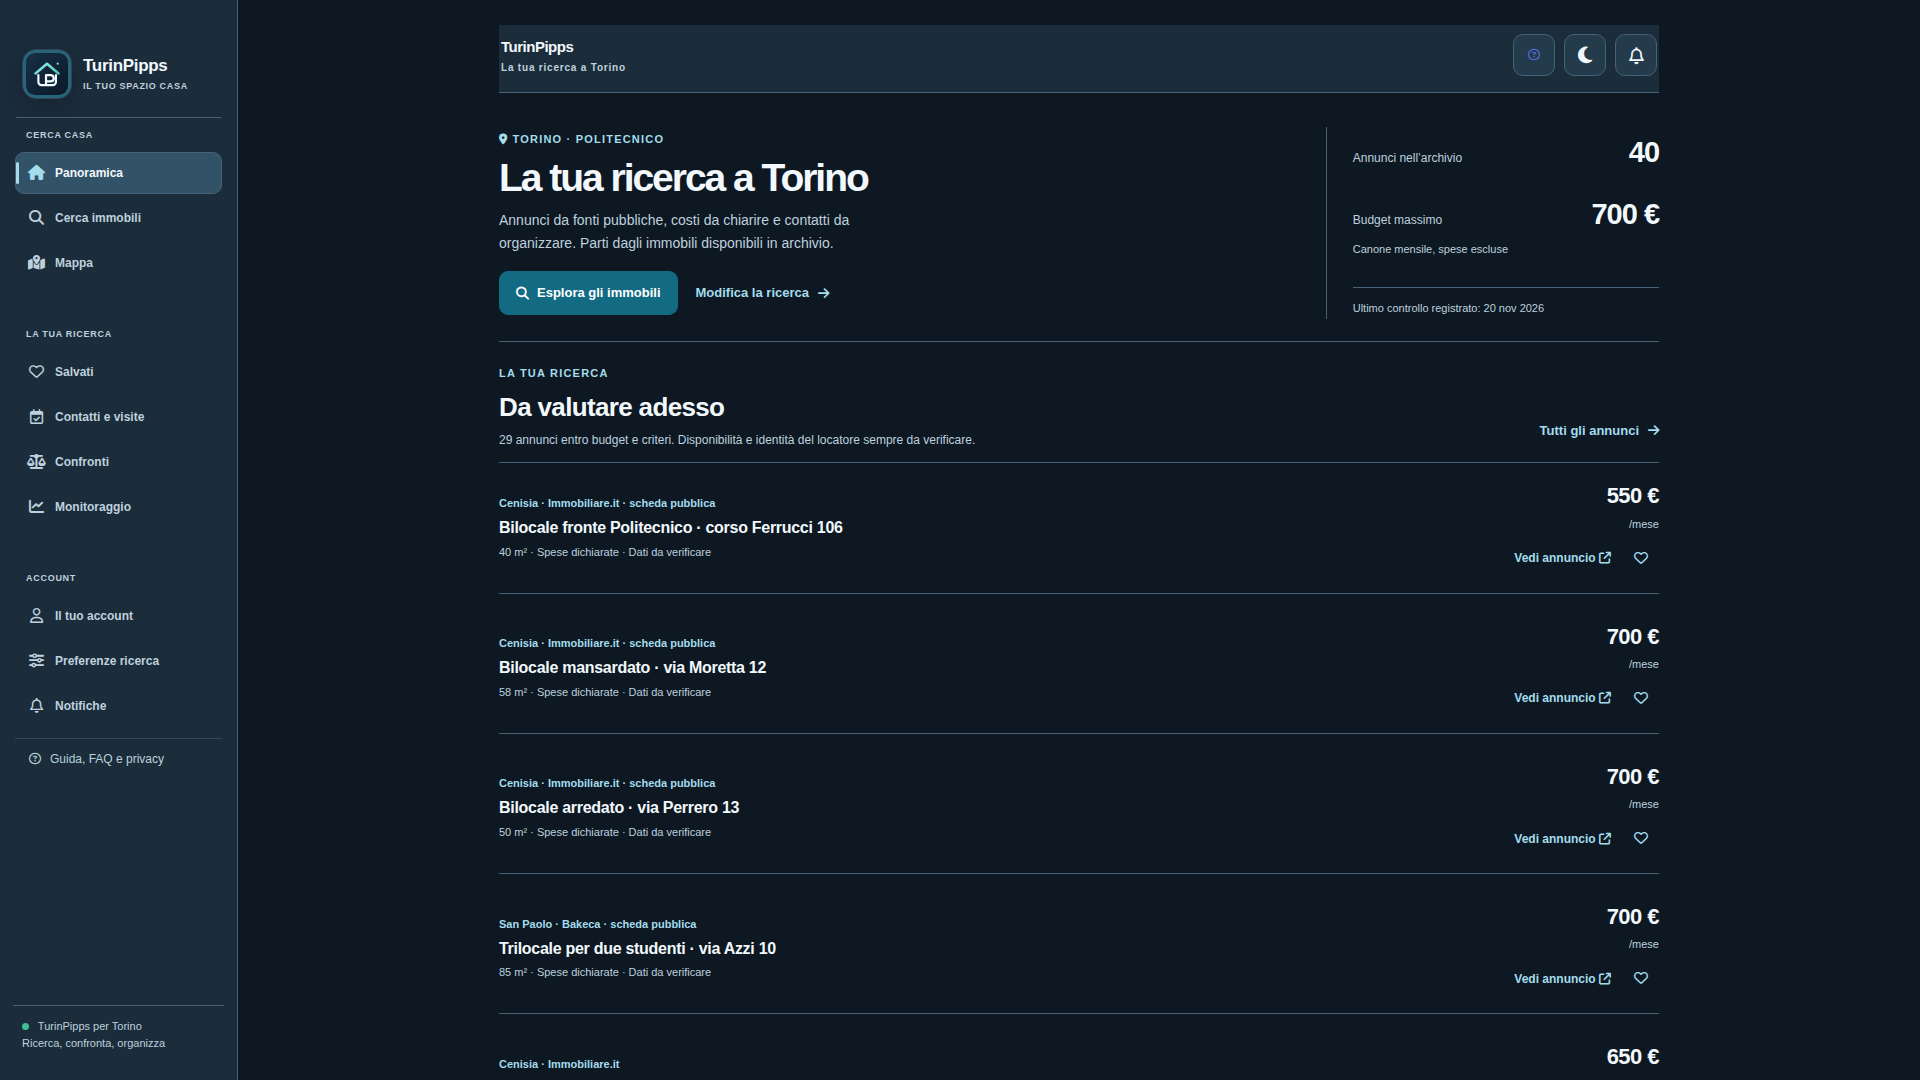 TurinPipps
IL TUO SPAZIO CASA
CERCA CASA
Panoramica
Cerca immobili
Mappa
LA TUA RICERCA
Salvati
Contatti e visite
Confronti
Monitoraggio
ACCOUNT
Il tuo account
Preferenze ricerca
Notifiche
Guida, FAQ e privacy
TurinPipps per Torino
Ricerca, confronta, organizza
TurinPipps
La tua ricerca a Torino
TORINO · POLITECNICO
La tua ricerca a Torino
Annunci da fonti pubbliche, costi da chiarire e contatti da
organizzare. Parti dagli immobili disponibili in archivio.
Esplora gli immobili
Modifica la ricerca
Annunci nell'archivio 40
Budget massimo 700 €
Canone mensile, spese escluse
Ultimo controllo registrato: 20 nov 2026
LA TUA RICERCA
Da valutare adesso
29 annunci entro budget e criteri. Disponibilità e identità del locatore sempre da verificare.
Tutti gli annunci
Cenisia · Immobiliare.it · scheda pubblica
Bilocale fronte Politecnico · corso Ferrucci 106
40 m² · Spese dichiarate · Dati da verificare
550 €
/mese
Vedi annuncio
Cenisia · Immobiliare.it · scheda pubblica
Bilocale mansardato · via Moretta 12
58 m² · Spese dichiarate · Dati da verificare
700 €
/mese
Vedi annuncio
Cenisia · Immobiliare.it · scheda pubblica
Bilocale arredato · via Perrero 13
50 m² · Spese dichiarate · Dati da verificare
700 €
/mese
Vedi annuncio
San Paolo · Bakeca · scheda pubblica
Trilocale per due studenti · via Azzi 10
85 m² · Spese dichiarate · Dati da verificare
700 €
/mese
Vedi annuncio
Cenisia · Immobiliare.it
650 €